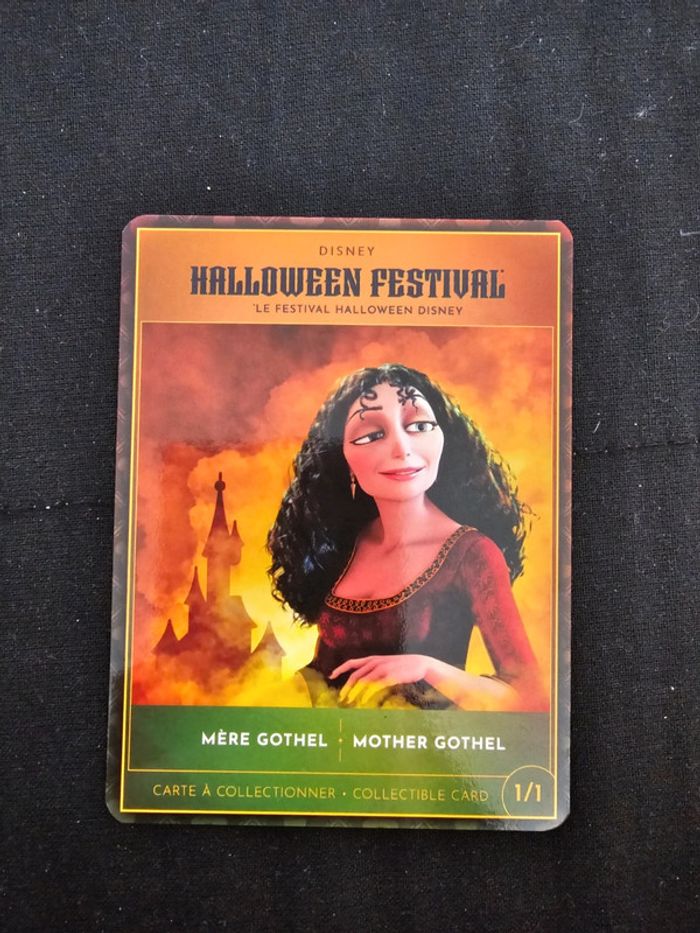 DISNEY
HALLOWEEN FESTIVAL*
*LE FESTIVAL HALLOWEEN DISNEY
MÈRE GOTHEL · MOTHER GOTHEL
CARTE À COLLECTIONNER • COLLECTIBLE CARD 1/1